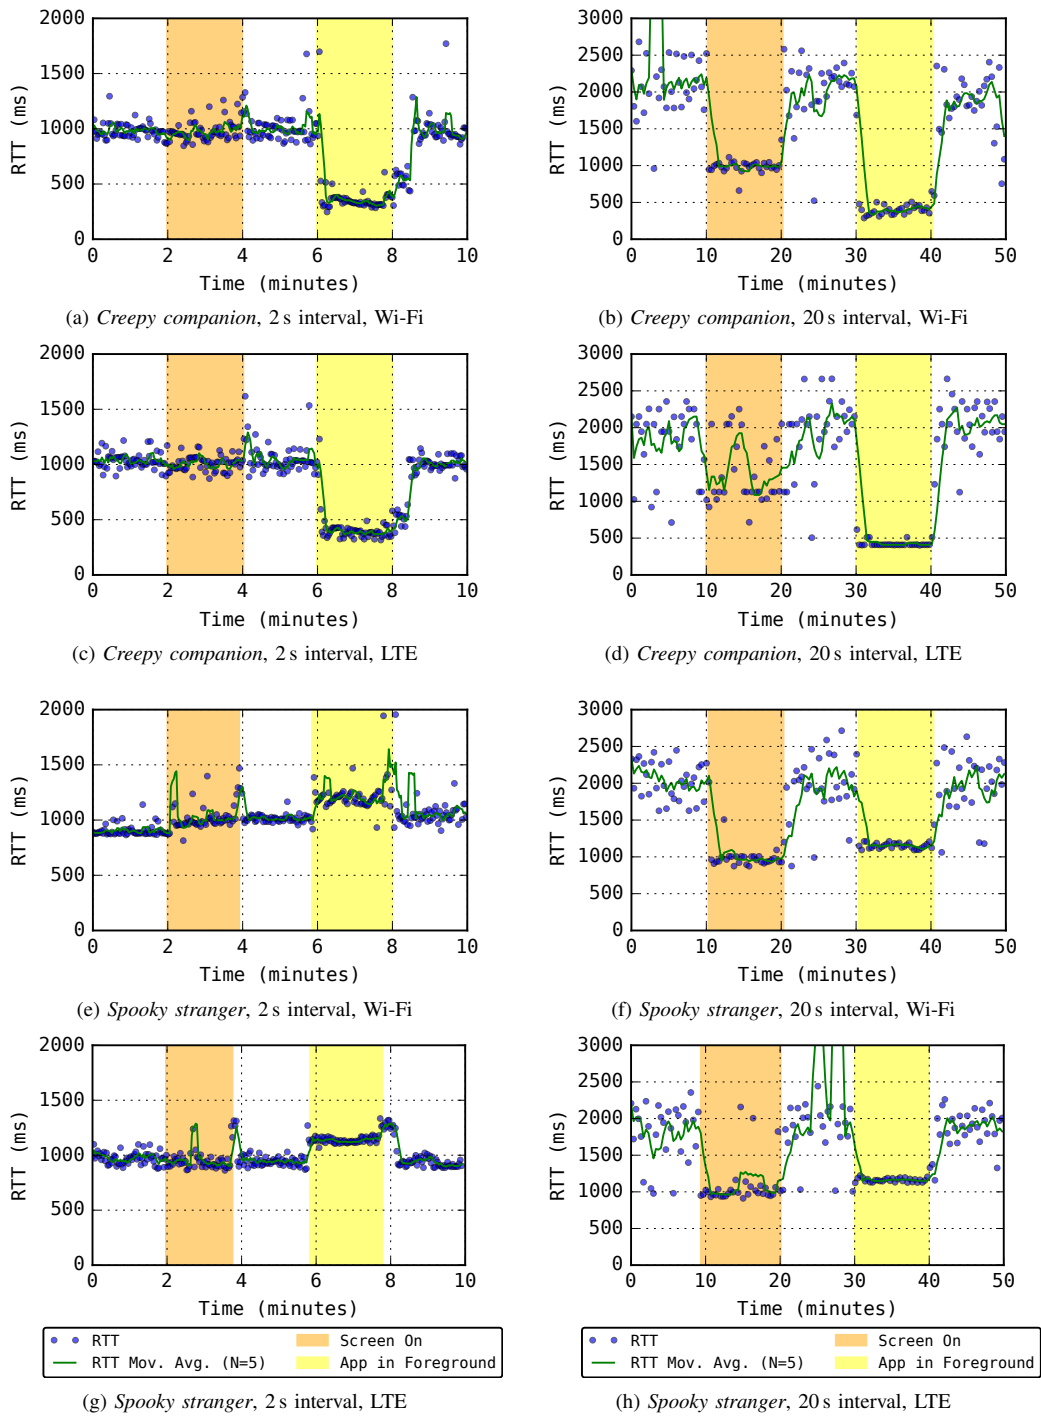 2000
1500
1000
500
0
RTT (ms)
0 2 4 6 8 10
Time (minutes)
(a) Creepy companion, 2 s interval, Wi-Fi
3000
2500
2000
1500
1000
500
0
RTT (ms)
0 10 20 30 40 50
Time (minutes)
(b) Creepy companion, 20 s interval, Wi-Fi
2000
1500
1000
500
0
RTT (ms)
0 2 4 6 8 10
Time (minutes)
(c) Creepy companion, 2 s interval, LTE
3000
2500
2000
1500
1000
500
0
RTT (ms)
0 10 20 30 40 50
Time (minutes)
(d) Creepy companion, 20 s interval, LTE
2000
1500
1000
500
0
RTT (ms)
0 2 4 6 8 10
Time (minutes)
(e) Spooky stranger, 2 s interval, Wi-Fi
3000
2500
2000
1500
1000
500
0
RTT (ms)
0 10 20 30 40 50
Time (minutes)
(f) Spooky stranger, 20 s interval, Wi-Fi
2000
1500
1000
500
0
RTT (ms)
0 2 4 6 8 10
Time (minutes)
RTT Screen On
RTT Mov. Avg. (N=5) App in Foreground
(g) Spooky stranger, 2 s interval, LTE
3000
2500
2000
1500
1000
500
0
RTT (ms)
0 10 20 30 40 50
Time (minutes)
RTT Screen On
RTT Mov. Avg. (N=5) App in Foreground
(h) Spooky stranger, 20 s interval, LTE